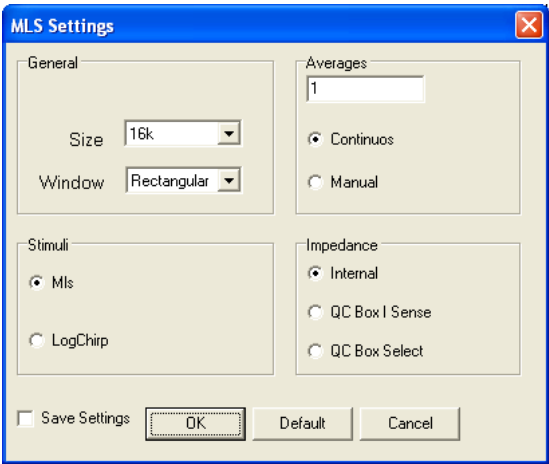 MLS Settings
General
Size 16k
Window Rectangular
Averages
1
Continuos
Manual
Stimuli
Mls
LogChirp
Impedance
Internal
QC Box I Sense
QC Box Select
Save Settings OK Default Cancel